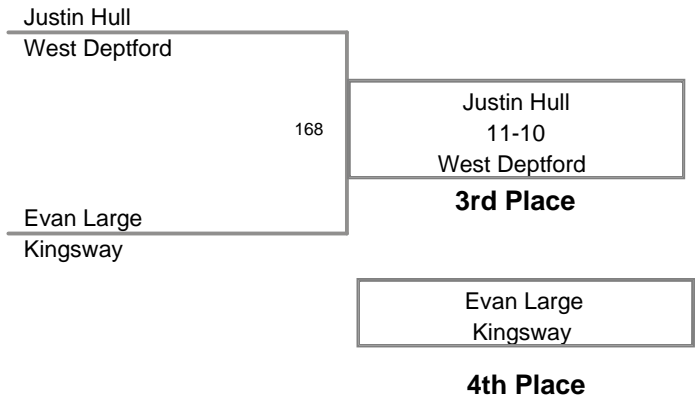 Justin Hull
West Deptford
168
Justin Hull
11-10
West Deptford
3rd Place
Evan Large
Kingsway
Evan Large
Kingsway
4th Place